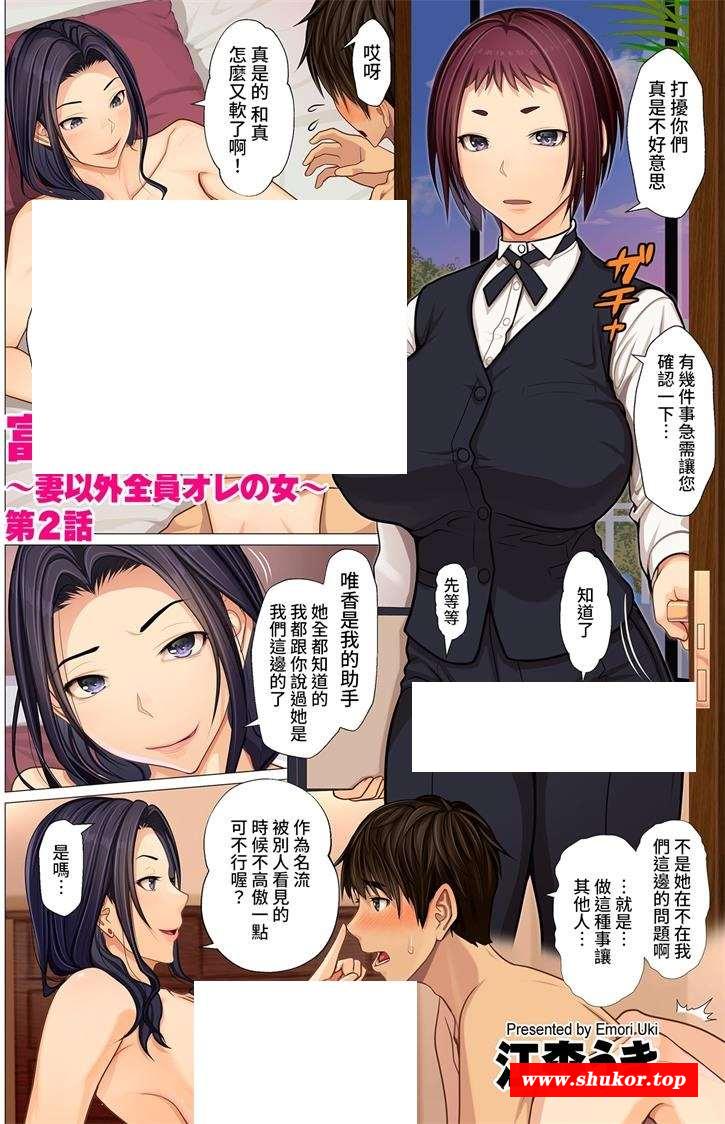 打擾你們
真是不好意思
哎呀
真是的 和真
怎麼又軟了啊！
ガチャ
有幾件事急需讓您
確認一下…
富
～妻以外全員オレの女～
第2話
知道了
先等等
唯香是我的助手
她全都知道的
我都跟你說過她是
我們這邊的了
不是她在不在我
們這邊的問題啊
…就是…
做這種事讓
其他人…
作為名流
被別人看見的
時候不高傲一點
可不行喔？
是嗎…
Presented by Emori Uki
江森うき
www.shukor.top